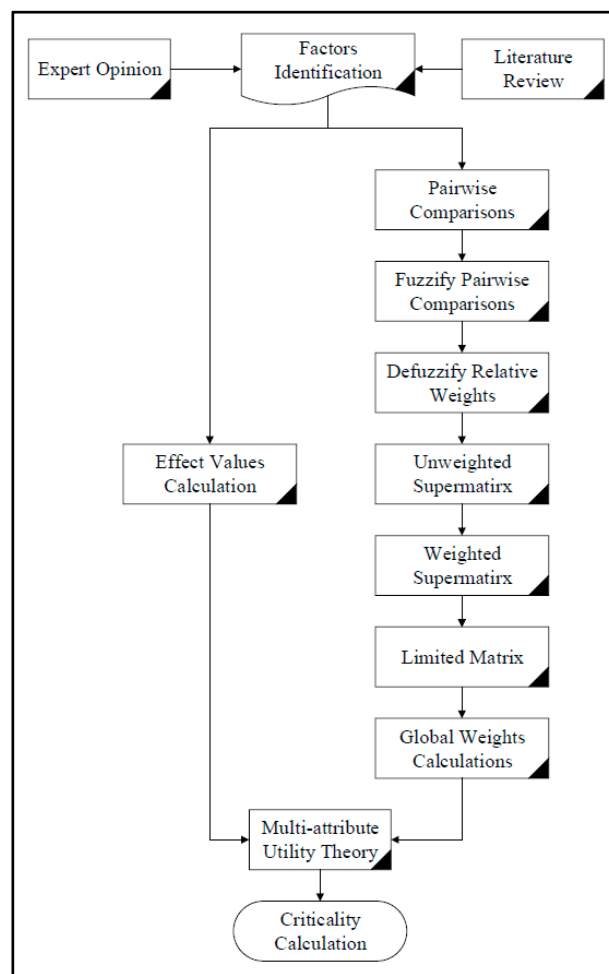 Expert Opinion
Factors
Identification
Literature
Review
Pairwise
Comparisons
Fuzzify Pairwise
Comparisons
Defuzzify Relative
Weights
Effect Values
Calculation
Unweighted
Supermatirx
Weighted
Supermatirx
Limited Matrix
Global Weights
Calculations
Multi-attribute
Utility Theory
Criticality
Calculation